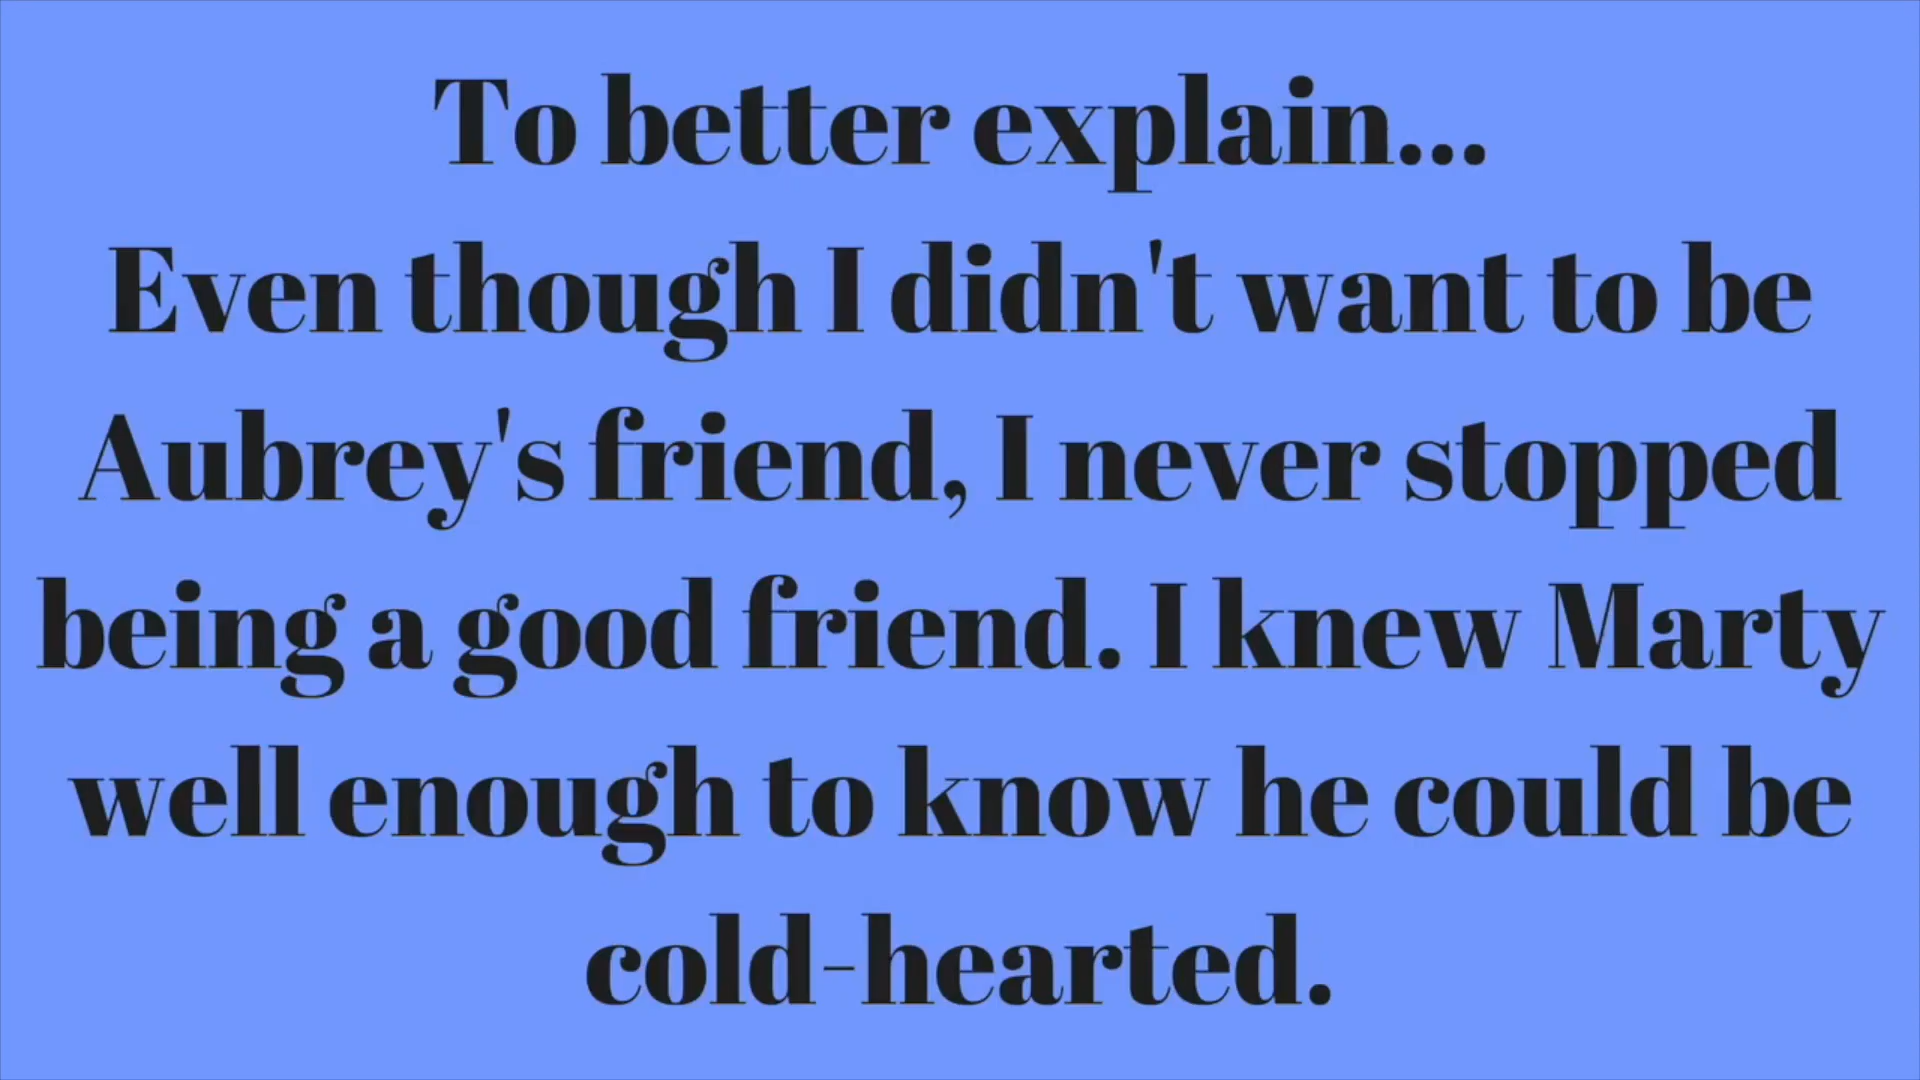 To better explain...
Even though I didn't want to be
Aubrey's friend, I never stopped
being a good friend. I knew Marty
well enough to know he could be
cold-hearted.